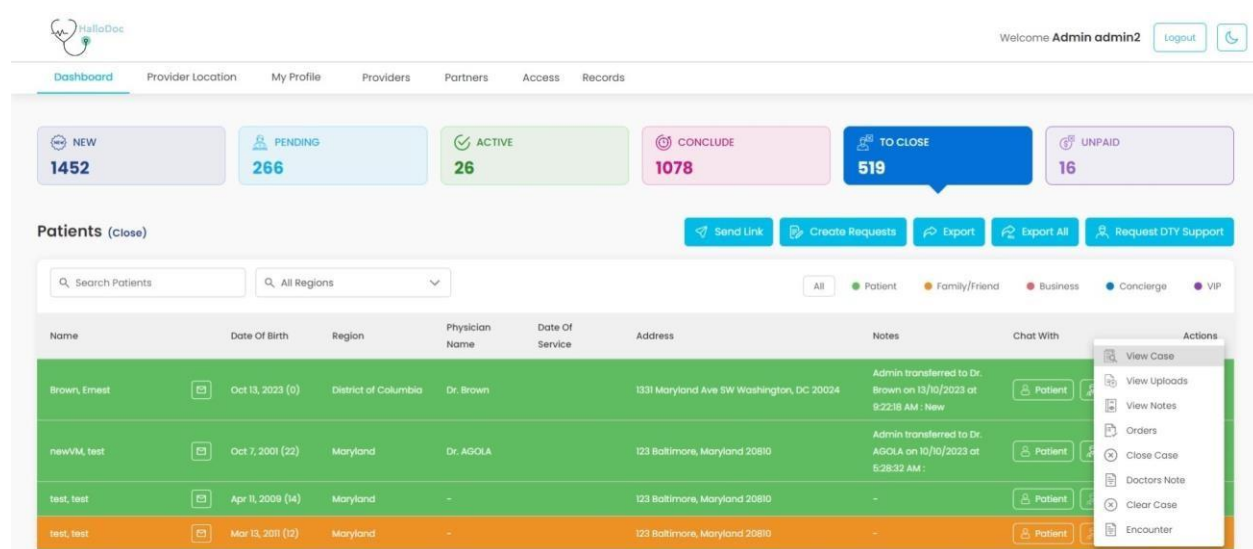 HalloDoc
Welcome Admin admin2 Logout
Dashboard Provider Location My Profile Providers Partners Access Records
NEW PENDING ACTIVE CONCLUDE TO CLOSE UNPAID
1452 266 26 1078 519 16
Patients (Close) Send Link Create Requests Export Export All Request DTY Support
Search Patients All Regions All Patient Family/Friend Business Concierge VIP
Name Date Of Birth Region Physician Name Date Of Service Address Notes Chat With Actions
Brown, Ernest Oct 13, 2023 (0) District of Columbia Dr. Brown 1331 Maryland Ave SW Washington, DC 20024 Admin transferred to Dr.
Brown on 13/10/2023 at
9:22:18 AM : New
Patient
newVM, test Oct 7, 2001 (22) Maryland Dr. AGOLA 123 Baltimore, Maryland 20810 Admin transferred to Dr.
AGOLA on 10/10/2023 at
5:28:32 AM :
Patient
test, test Apr 11, 2009 (14) Maryland - 123 Baltimore, Maryland 20810 - Patient
test, test Mar 13, 2011 (12) Maryland - 123 Baltimore, Maryland 20810 - Patient
View Case
View Uploads
View Notes
Orders
Close Case
Doctors Note
Clear Case
Encounter